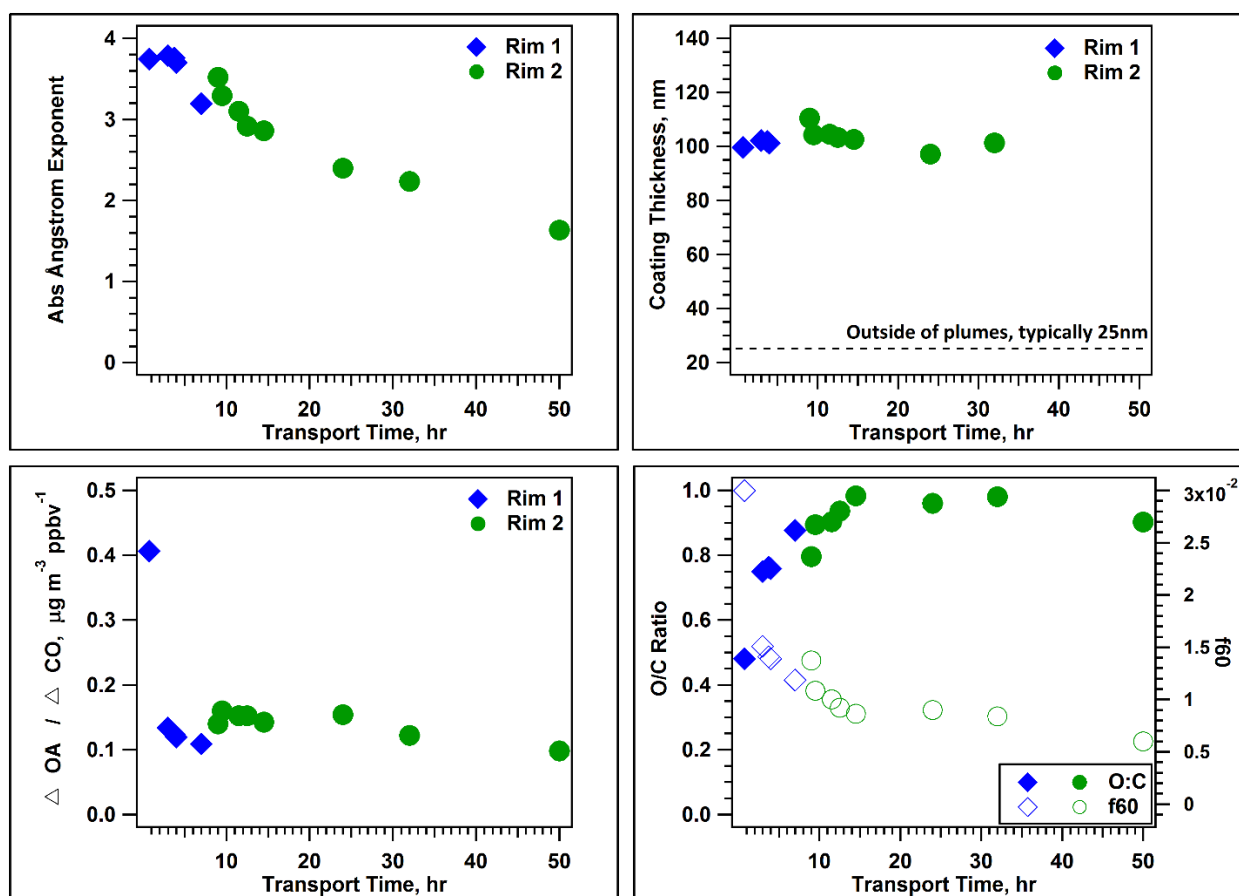 Abs Ångstrom Exponent
4
3
2
1
0
Rim 1
Rim 2
10
20
30
40
50
Transport Time, hr
Coating Thickness, nm
140
120
100
80
60
40
20
Rim 1
Rim 2
Outside of plumes, typically 25nm
10
20
30
40
50
Transport Time, hr
△ OA / △ CO, µg m⁻³ ppbv⁻¹
0.5
0.4
0.3
0.2
0.1
0.0
Rim 1
Rim 2
10
20
30
40
50
Transport Time, hr
O/C Ratio
1.0
0.8
0.6
0.4
0.2
0.0
3x10⁻²
2.5
2
1.5
1
0.5
0
f60
O:C
f60
10
20
30
40
50
Transport Time, hr